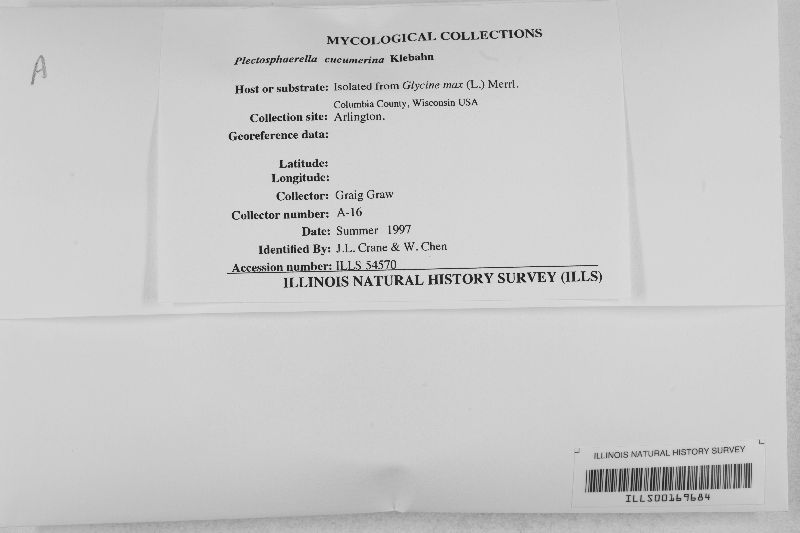 A
MYCOLOGICAL COLLECTIONS
Plectosphaerella cucumerina Klebahn
Host or substrate: Isolated from Glycine max (L.) Merrl.
Columbia County, Wisconsin USA
Collection site: Arlington.
Georeference data:
Latitude:
Longitude:
Collector: Graig Graw
Collector number: A-16
Date: Summer 1997
Identified By: J.L. Crane & W. Chen
Accession number: ILLS 54570
ILLINOIS NATURAL HISTORY SURVEY (ILLS)
ILLINOIS NATURAL HISTORY SURVEY
ILLS00169684